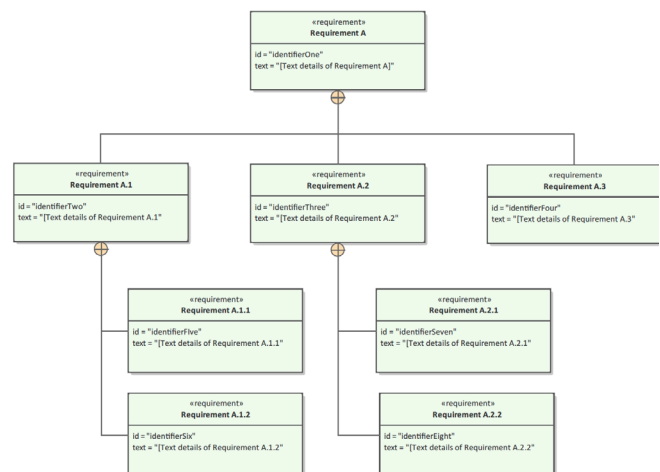 «requirement»
Requirement A
id = "identifierOne"
text = "[Text details of Requirement A]"
«requirement»
Requirement A.1
id = "identifierTwo"
text = "[Text details of Requirement A.1"
«requirement»
Requirement A.2
id = "identifierThree"
text = "[Text details of Requirement A.2"
«requirement»
Requirement A.3
id = "identifierFour"
text = "[Text details of Requirement A.3"
«requirement»
Requirement A.1.1
id = "identifierFIve"
text = "[Text details of Requirement A.1.1"
«requirement»
Requirement A.2.1
id = "identifierSeven"
text = "[Text details of Requirement A.2.1"
«requirement»
Requirement A.1.2
id = "identifierSix"
text = "[Text details of Requirement A.1.2"
«requirement»
Requirement A.2.2
id = "identifierEight"
text = "[Text details of Requirement A.2.2"